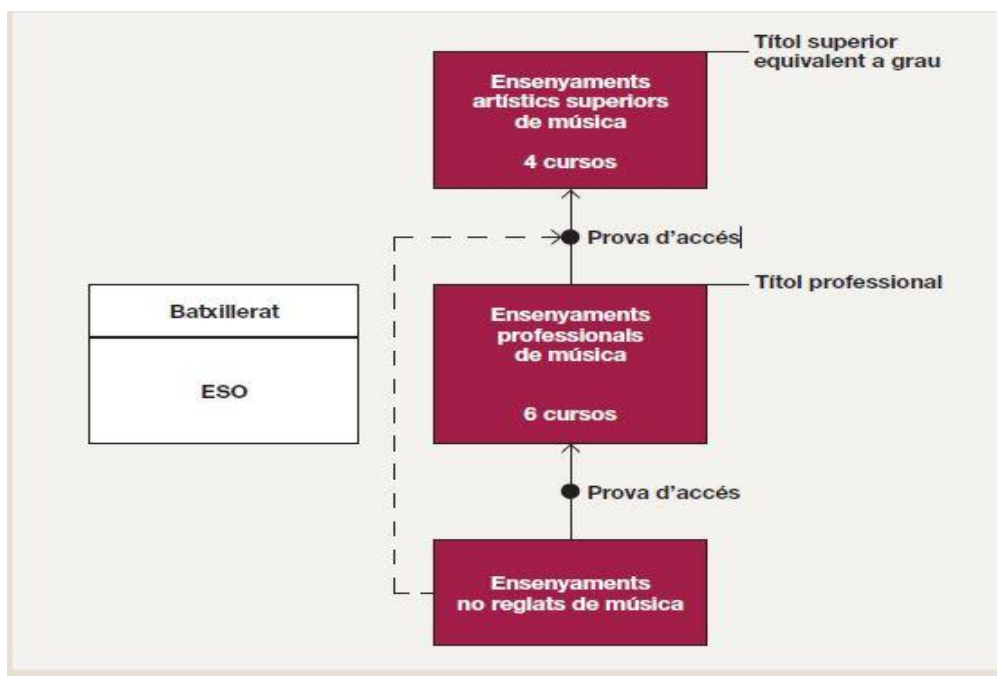 Títol superior
equivalent a grau
Ensenyaments
artístics superiors
de música
4 cursos
Prova d'accés
Títol professional
Batxillerat
ESO
Ensenyaments
professionals
de música
6 cursos
Prova d'accés
Ensenyaments
no reglats de música